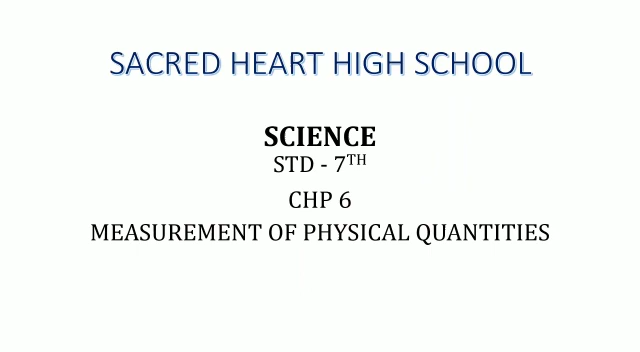 SACRED HEART HIGH SCHOOL
SCIENCE
STD - 7TH
CHP 6
MEASUREMENT OF PHYSICAL QUANTITIES